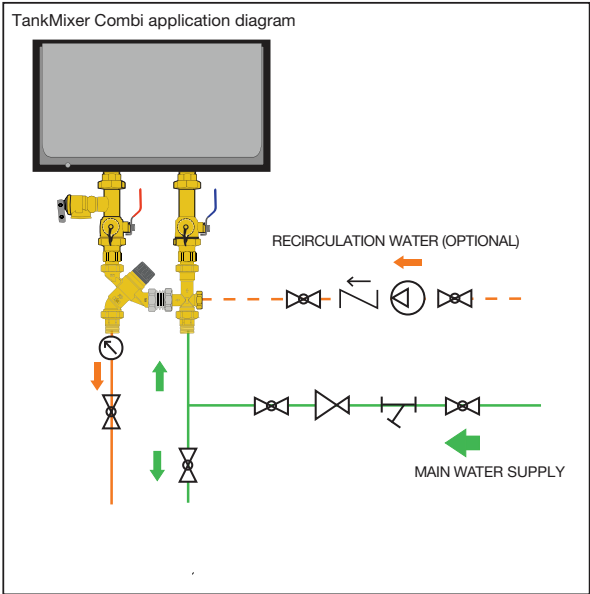 TankMixer Combi application diagram
RECIRCULATION WATER (OPTIONAL)
MAIN WATER SUPPLY